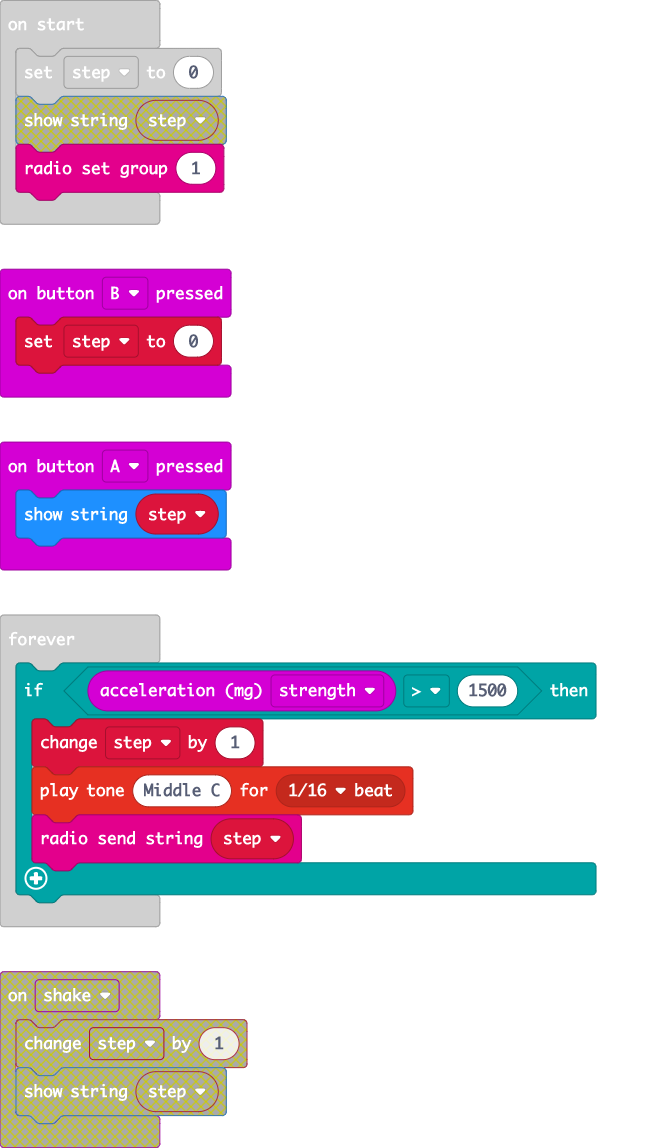 on start
set step to 0
show string step
radio set group 1
on button B pressed
set step to 0
on button A pressed
show string step
forever
if acceleration (mg) strength > 1500 then
change step by 1
play tone Middle C for 1/16 beat
radio send string step
on shake
change step by 1
show string step